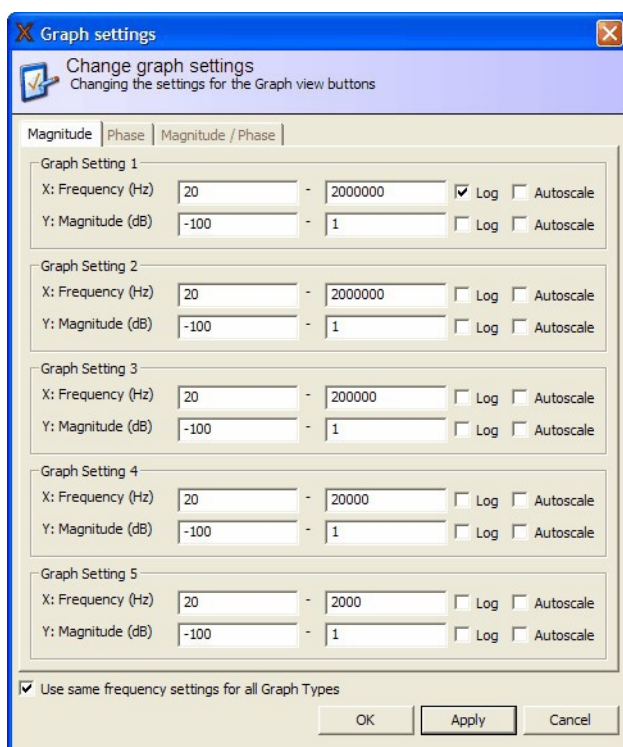 Graph settings
Change graph settings
Changing the settings for the Graph view buttons
Magnitude Phase Magnitude / Phase
Graph Setting 1
X: Frequency (Hz) 20 - 2000000 Log Autoscale
Y: Magnitude (dB) -100 - 1 Log Autoscale
Graph Setting 2
X: Frequency (Hz) 20 - 2000000 Log Autoscale
Y: Magnitude (dB) -100 - 1 Log Autoscale
Graph Setting 3
X: Frequency (Hz) 20 - 200000 Log Autoscale
Y: Magnitude (dB) -100 - 1 Log Autoscale
Graph Setting 4
X: Frequency (Hz) 20 - 20000 Log Autoscale
Y: Magnitude (dB) -100 - 1 Log Autoscale
Graph Setting 5
X: Frequency (Hz) 20 - 2000 Log Autoscale
Y: Magnitude (dB) -100 - 1 Log Autoscale
Use same frequency settings for all Graph Types
OK Apply Cancel